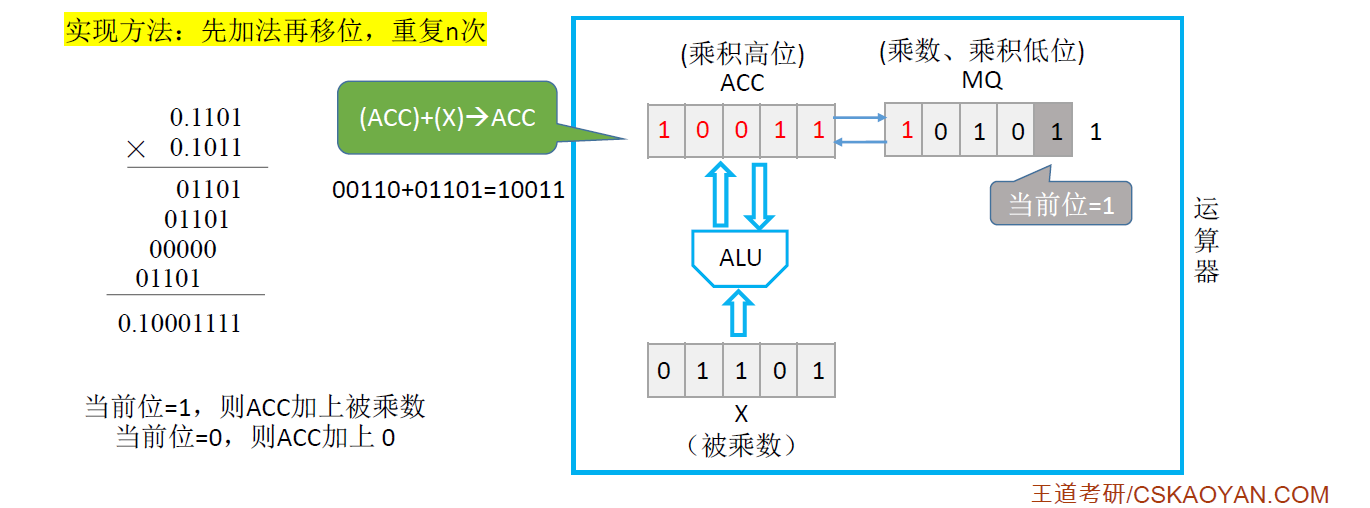 实现方法：先加法再移位，重复n次
0.1101
× 0.1011
01101
01101
00000
01101
0.10001111
当前位=1，则ACC加上被乘数
当前位=0，则ACC加上 0
(ACC)+(X)→ACC
00110+01101=10011
(乘积高位)
ACC
1 0 0 1 1
(乘数、乘积低位)
MQ
1 0 1 0 1 1
当前位=1
ALU
0 1 1 0 1
X
（被乘数）
运算器
王道考研/CSKAOYAN.COM